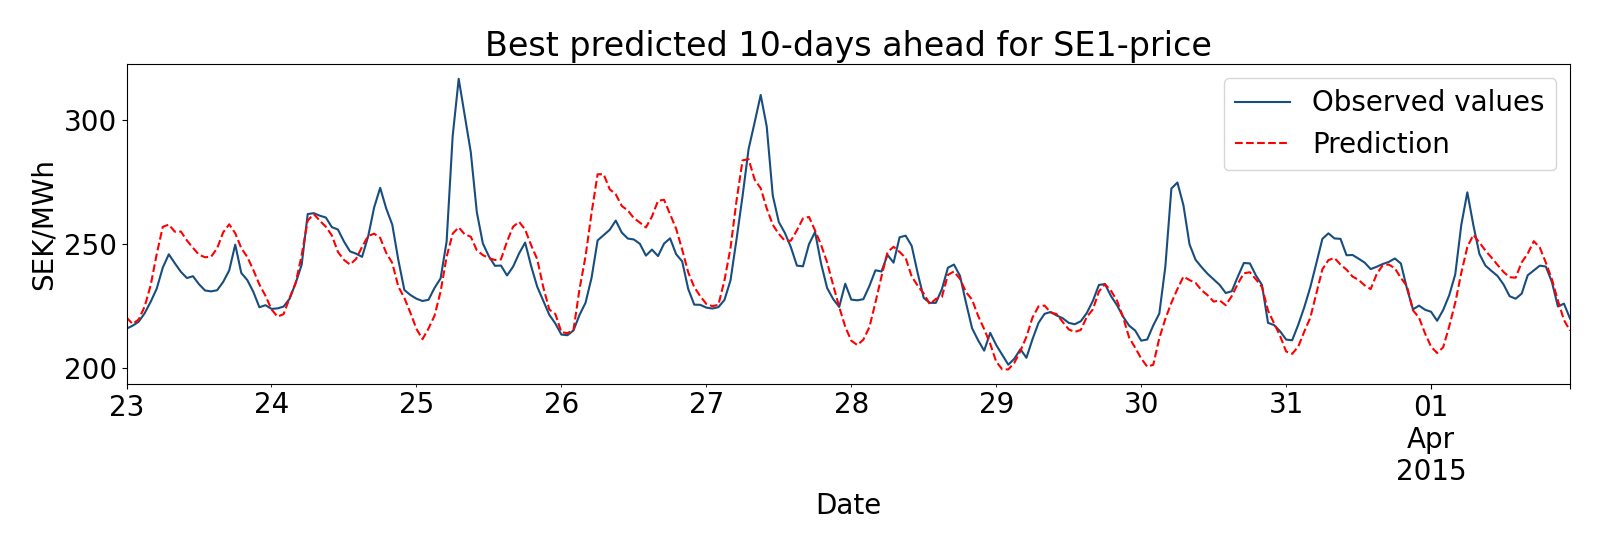 Best predicted 10-days ahead for SE1-price
Observed values
Prediction
SEK/MWh
300
250
200
23 24 25 26 27 28 29 30 31 01
Apr
2015
Date